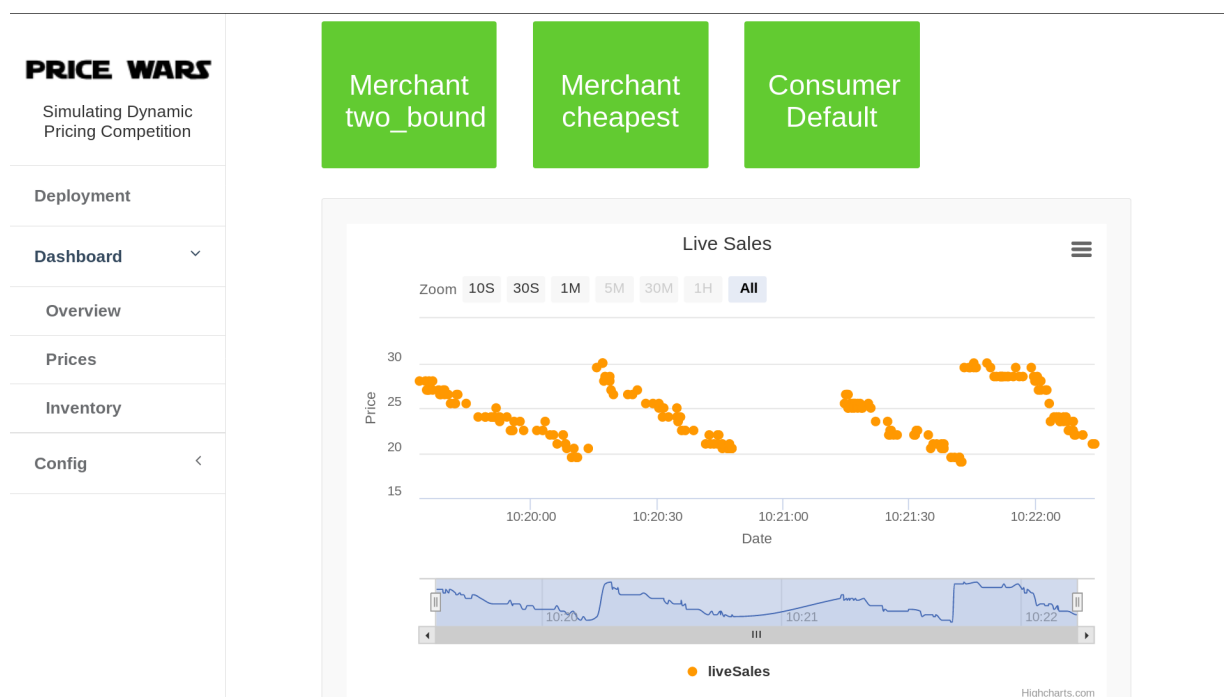 PRICE WARS
Simulating Dynamic
Pricing Competition
Deployment
Dashboard
Overview
Prices
Inventory
Config
Merchant
two_bound
Merchant
cheapest
Consumer
Default
Live Sales
Zoom 10S 30S 1M 5M 30M 1H All
Price
30
25
20
15
10:20:00 10:20:30 10:21:00 10:21:30 10:22:00
Date
10:20 10:21 10:22
liveSales
Highcharts.com